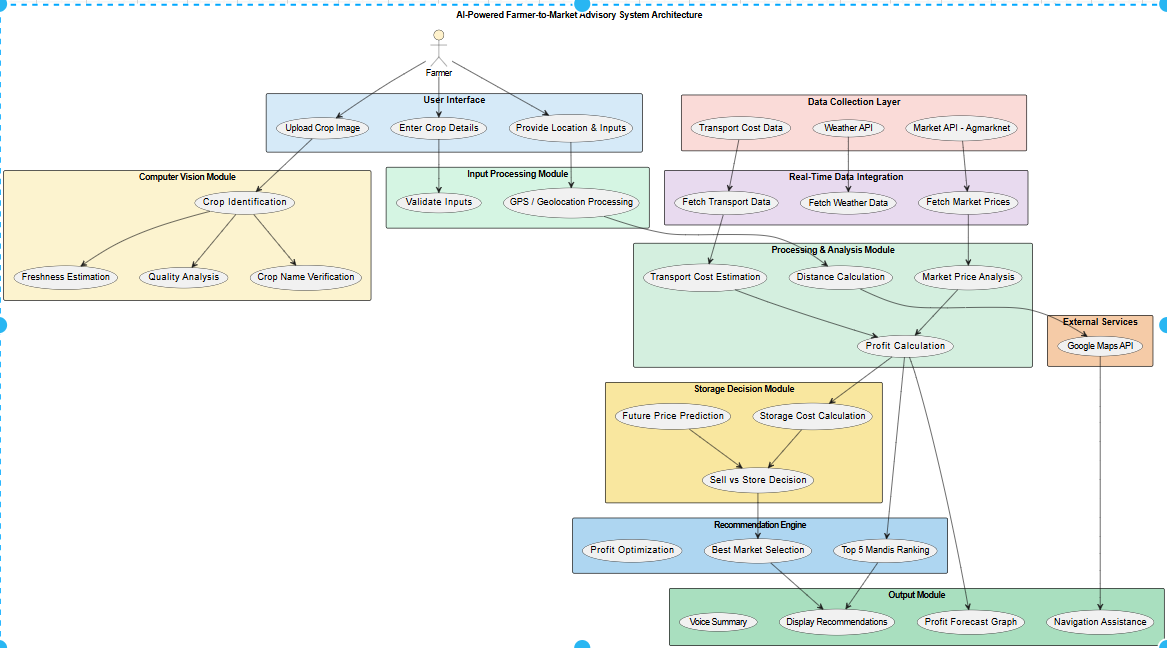 AI-Powered Farmer-to-Market Advisory System Architecture
Farmer
User Interface
Upload Crop Image
Enter Crop Details
Provide Location & Inputs
Data Collection Layer
Transport Cost Data
Weather API
Market API - Agmarknet
Computer Vision Module
Crop Identification
Freshness Estimation
Quality Analysis
Crop Name Verification
Input Processing Module
Validate Inputs
GPS / Geolocation Processing
Real-Time Data Integration
Fetch Transport Data
Fetch Weather Data
Fetch Market Prices
Processing & Analysis Module
Transport Cost Estimation
Distance Calculation
Market Price Analysis
Profit Calculation
External Services
Google Maps API
Storage Decision Module
Future Price Prediction
Storage Cost Calculation
Sell vs Store Decision
Recommendation Engine
Profit Optimization
Best Market Selection
Top 5 Mandis Ranking
Output Module
Voice Summary
Display Recommendations
Profit Forecast Graph
Navigation Assistance